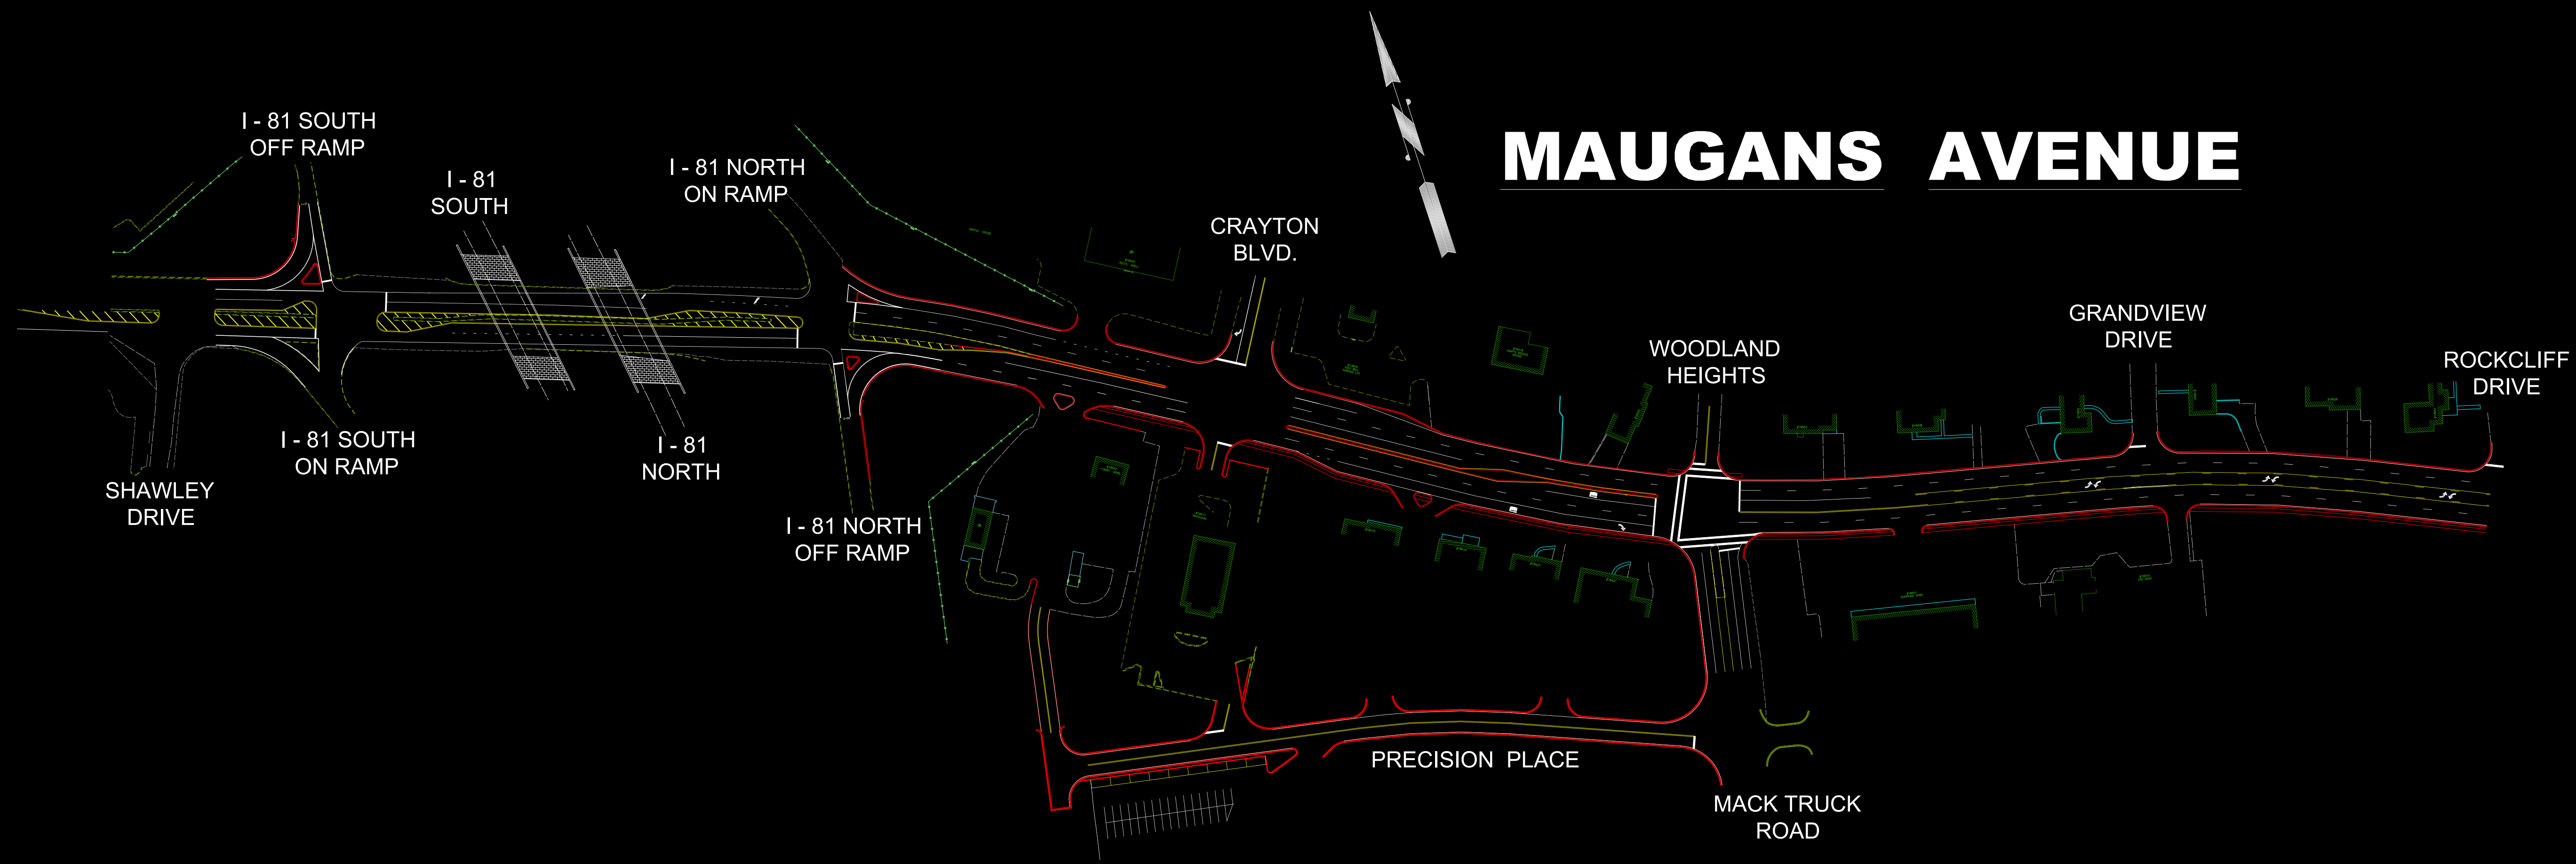 MAUGANS AVENUE
I - 81 SOUTH
OFF RAMP
I - 81
SOUTH
I - 81 NORTH
ON RAMP
CRAYTON
BLVD.
WOODLAND
HEIGHTS
GRANDVIEW
DRIVE
ROCKCLIFF
DRIVE
SHAWLEY
DRIVE
I - 81 SOUTH
ON RAMP
I - 81
NORTH
I - 81 NORTH
OFF RAMP
PRECISION PLACE
MACK TRUCK
ROAD